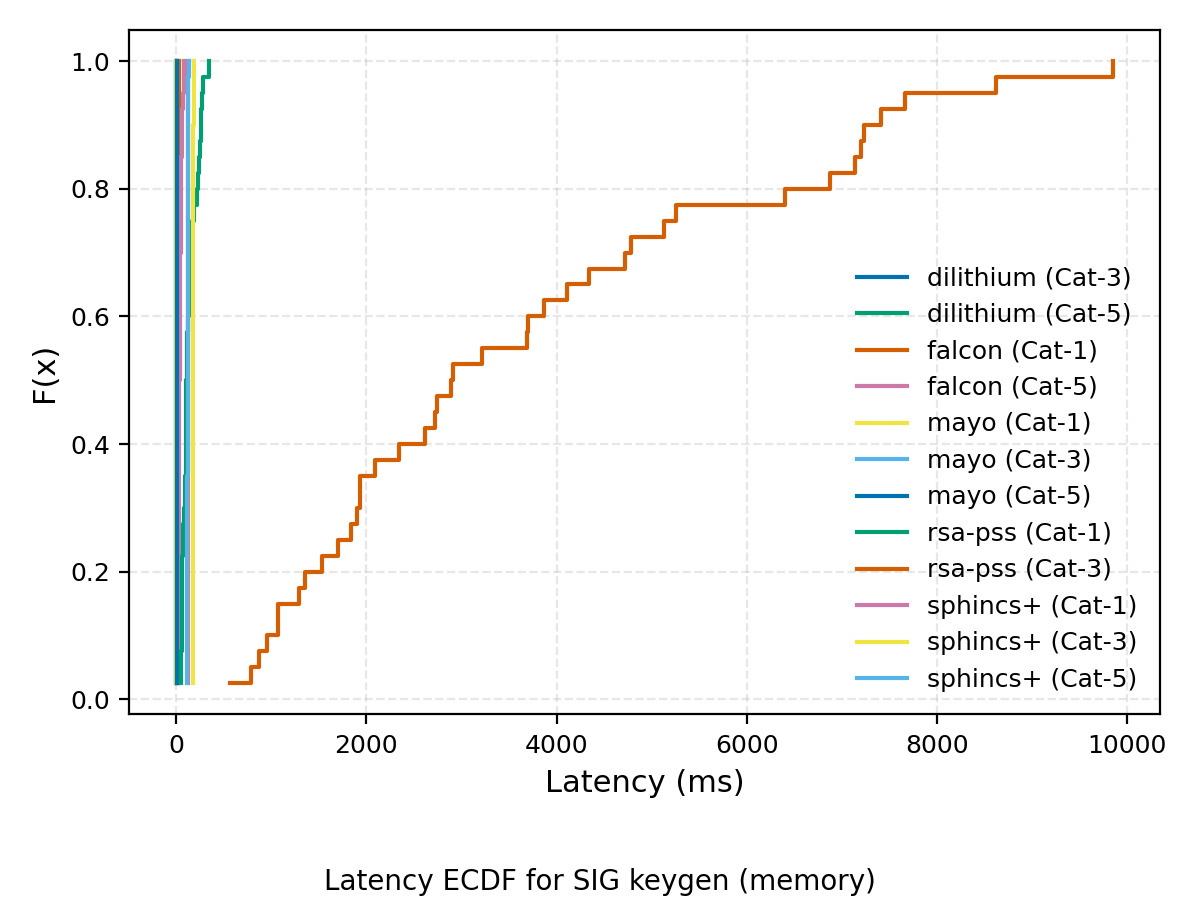 1.0
0.8
0.6
0.4
0.2
0.0
F(x)
dilithium (Cat-3)
dilithium (Cat-5)
falcon (Cat-1)
falcon (Cat-5)
mayo (Cat-1)
mayo (Cat-3)
mayo (Cat-5)
rsa-pss (Cat-1)
rsa-pss (Cat-3)
sphincs+ (Cat-1)
sphincs+ (Cat-3)
sphincs+ (Cat-5)
0 2000 4000 6000 8000 10000
Latency (ms)
Latency ECDF for SIG keygen (memory)